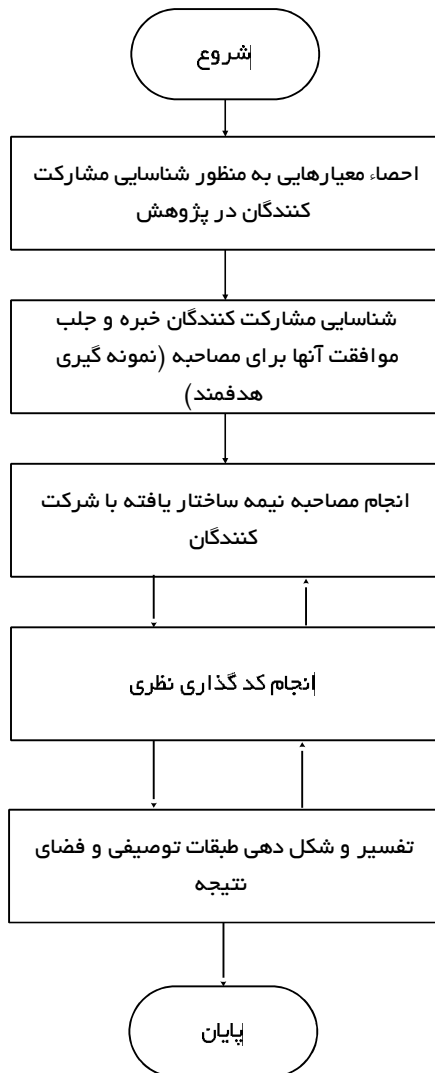 شروع
احصاء معیارهایی به منظور شناسایی مشارکت
کنندگان در پژوهش
شناسایی مشارکت کنندگان خبره و جلب
موافقت آنها برای مصاحبه (نمونه گیری
هدفمند)
انجام مصاحبه نیمه ساختار یافته با شرکت
کنندگان
انجام کد گذاری نظری
تفسیر و شکل دهی طبقات توصیفی و فضای
نتیجه
پایان